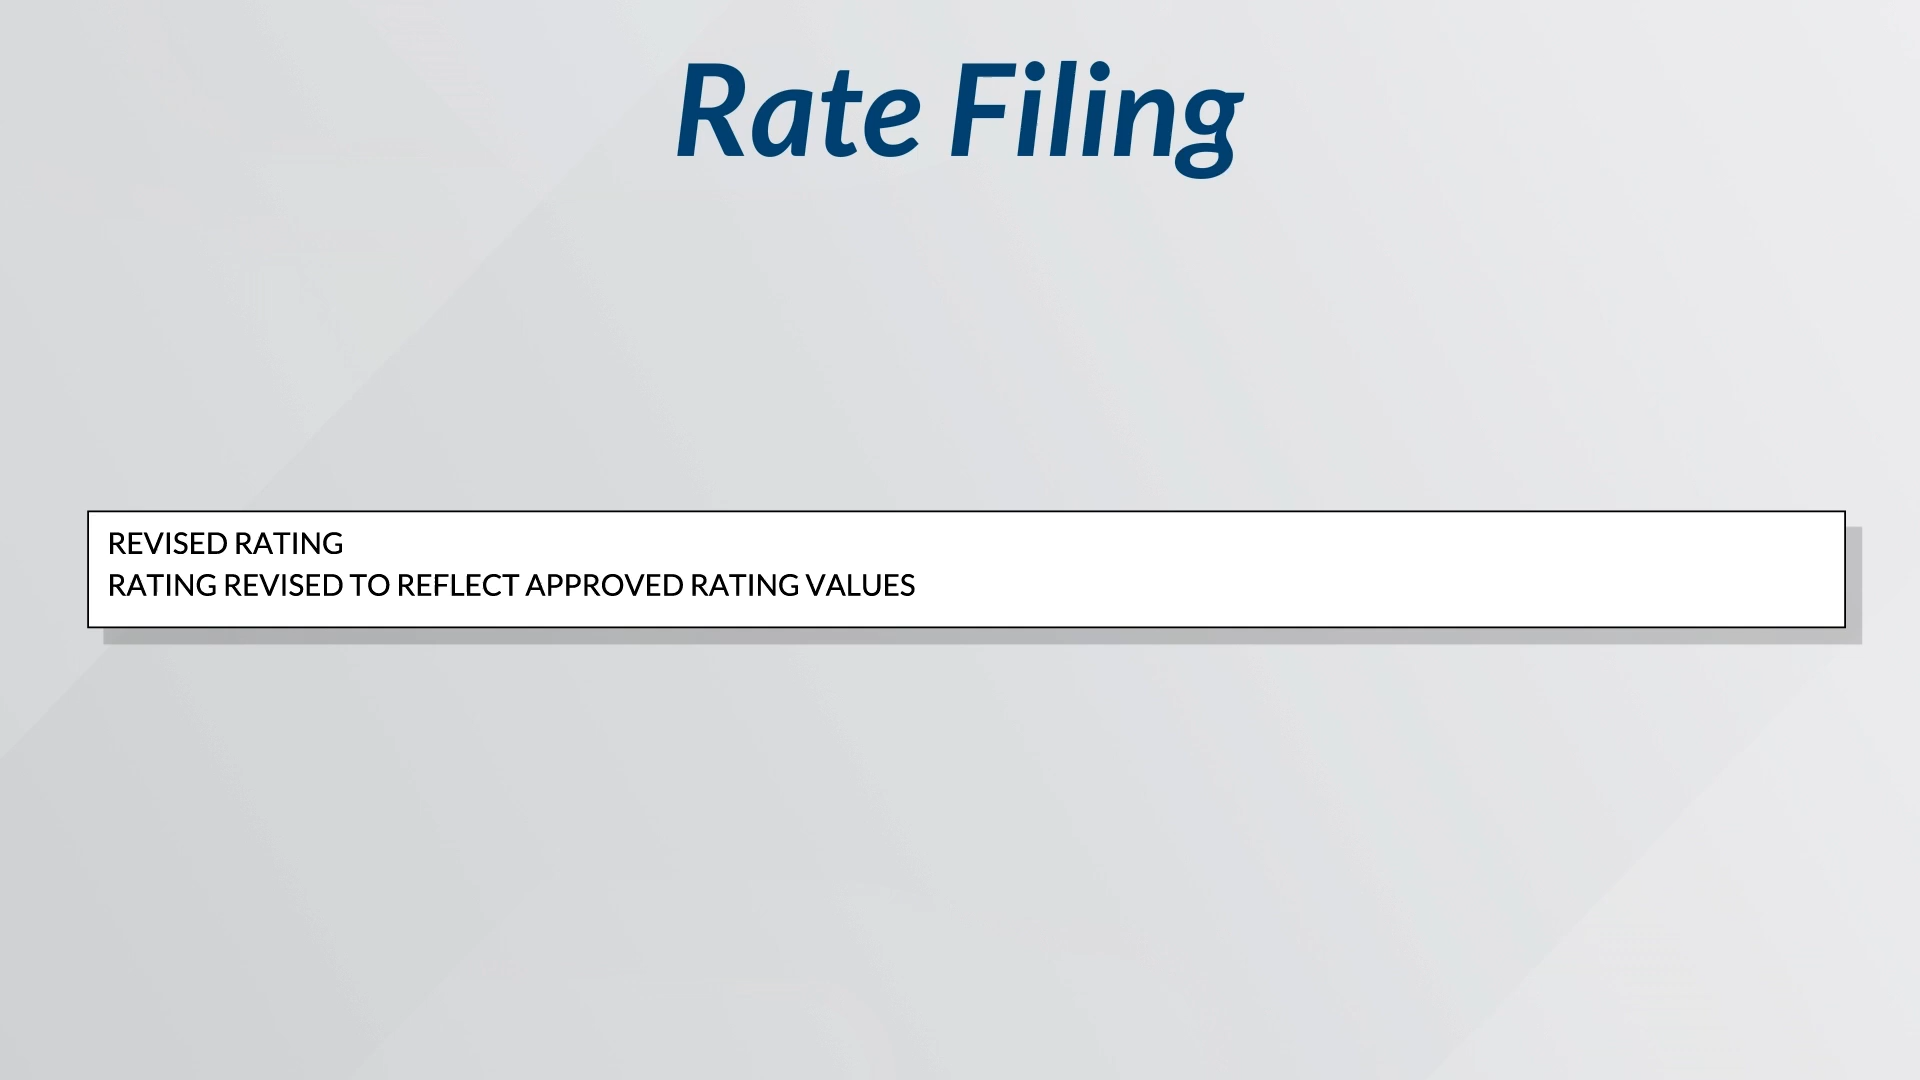 Rate Filing
REVISED RATING
RATING REVISED TO REFLECT APPROVED RATING VALUES